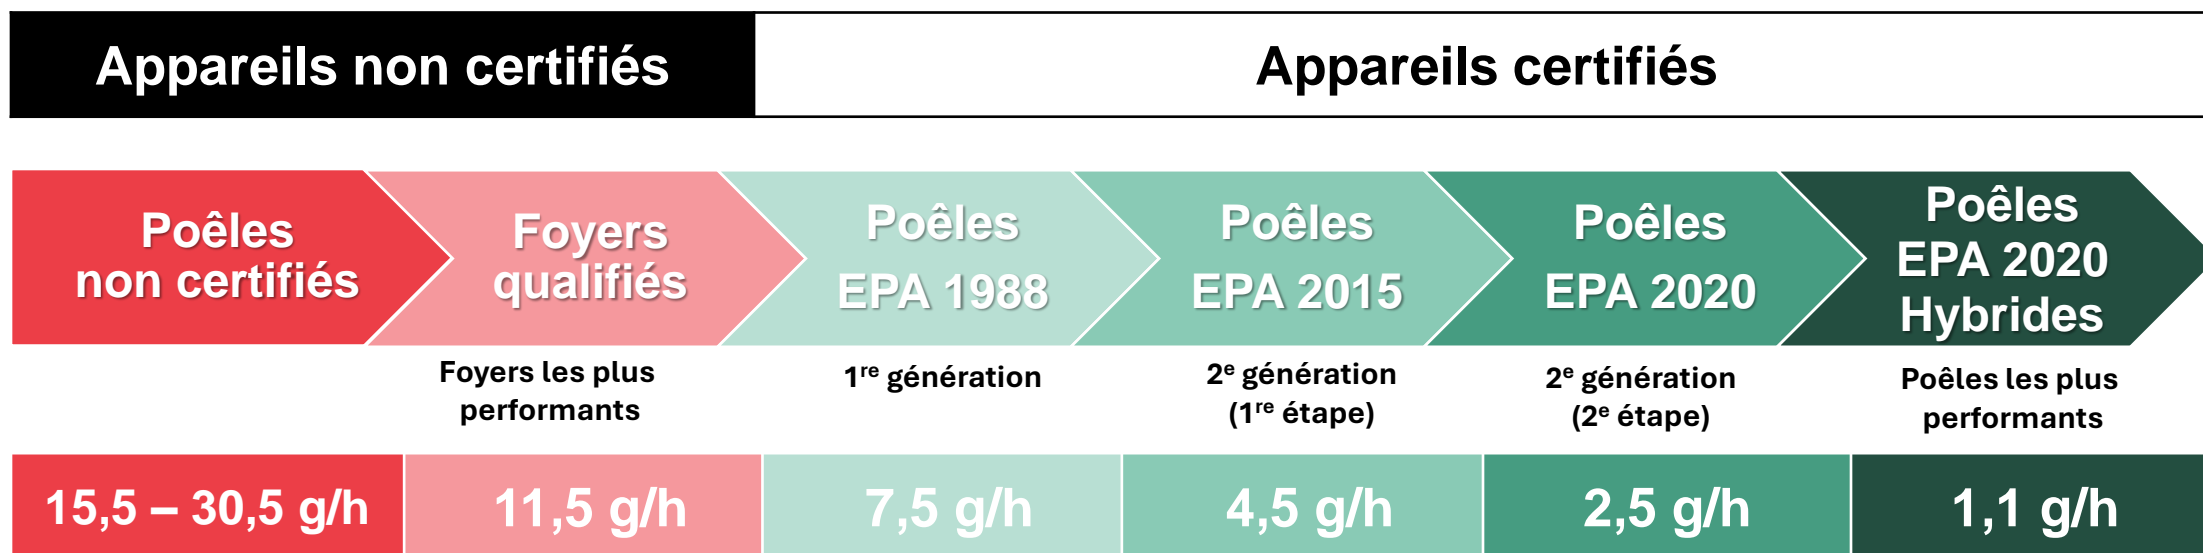 Appareils non certifiés
Appareils certifiés
Poêles
non certifiés
Foyers
qualifiés
Poêles
EPA 1988
Poêles
EPA 2015
Poêles
EPA 2020
Poêles
EPA 2020
Hybrides
Foyers les plus
performants
1re génération
2e génération
(1re étape)
2e génération
(2e étape)
Poêles les plus
performants
15,5 – 30,5 g/h
11,5 g/h
7,5 g/h
4,5 g/h
2,5 g/h
1,1 g/h